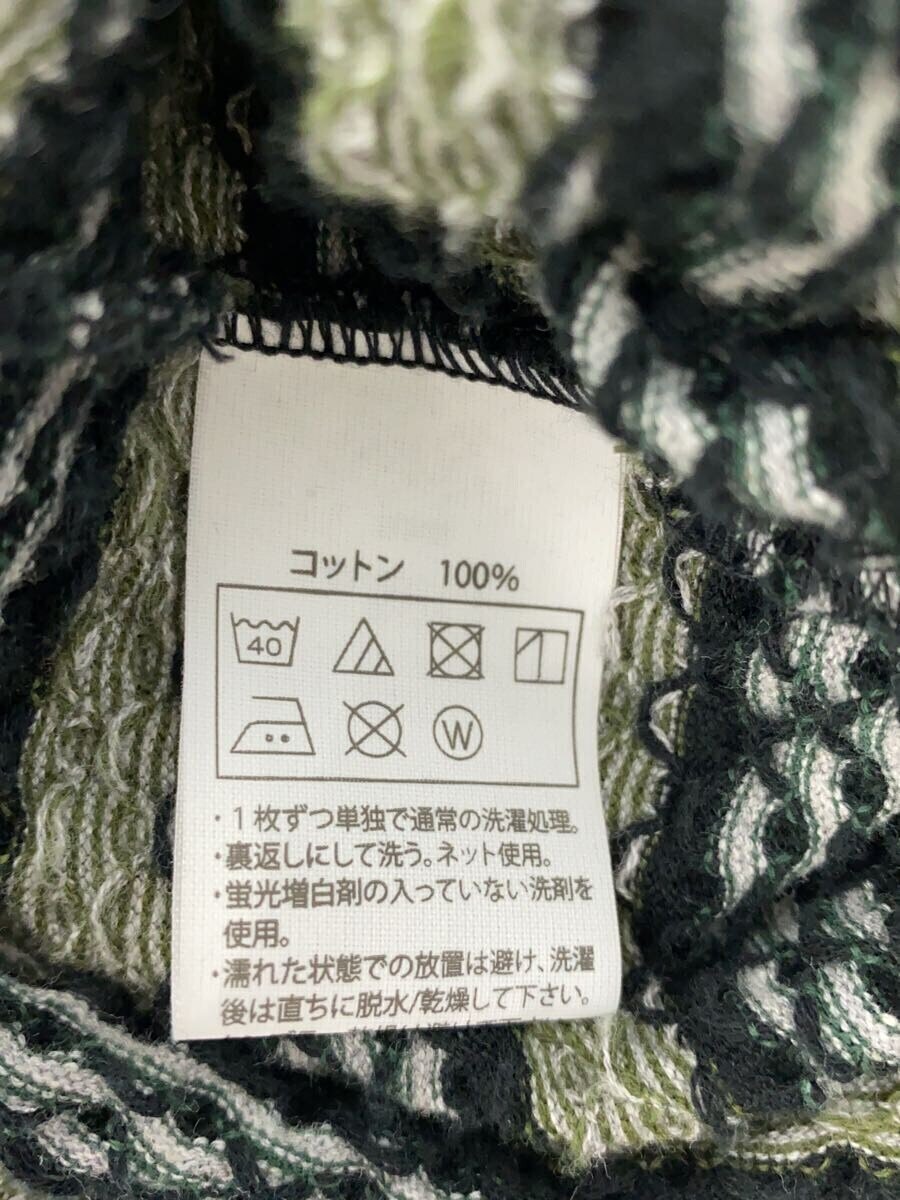 コットン 100%
40
W
・1枚ずつ単独で通常の洗濯処理。
・裏返しにして洗う。ネット使用。
・蛍光増白剤の入っていない洗剤を
使用。
・濡れた状態での放置は避け、洗濯
後は直ちに脱水/乾燥して下さい。